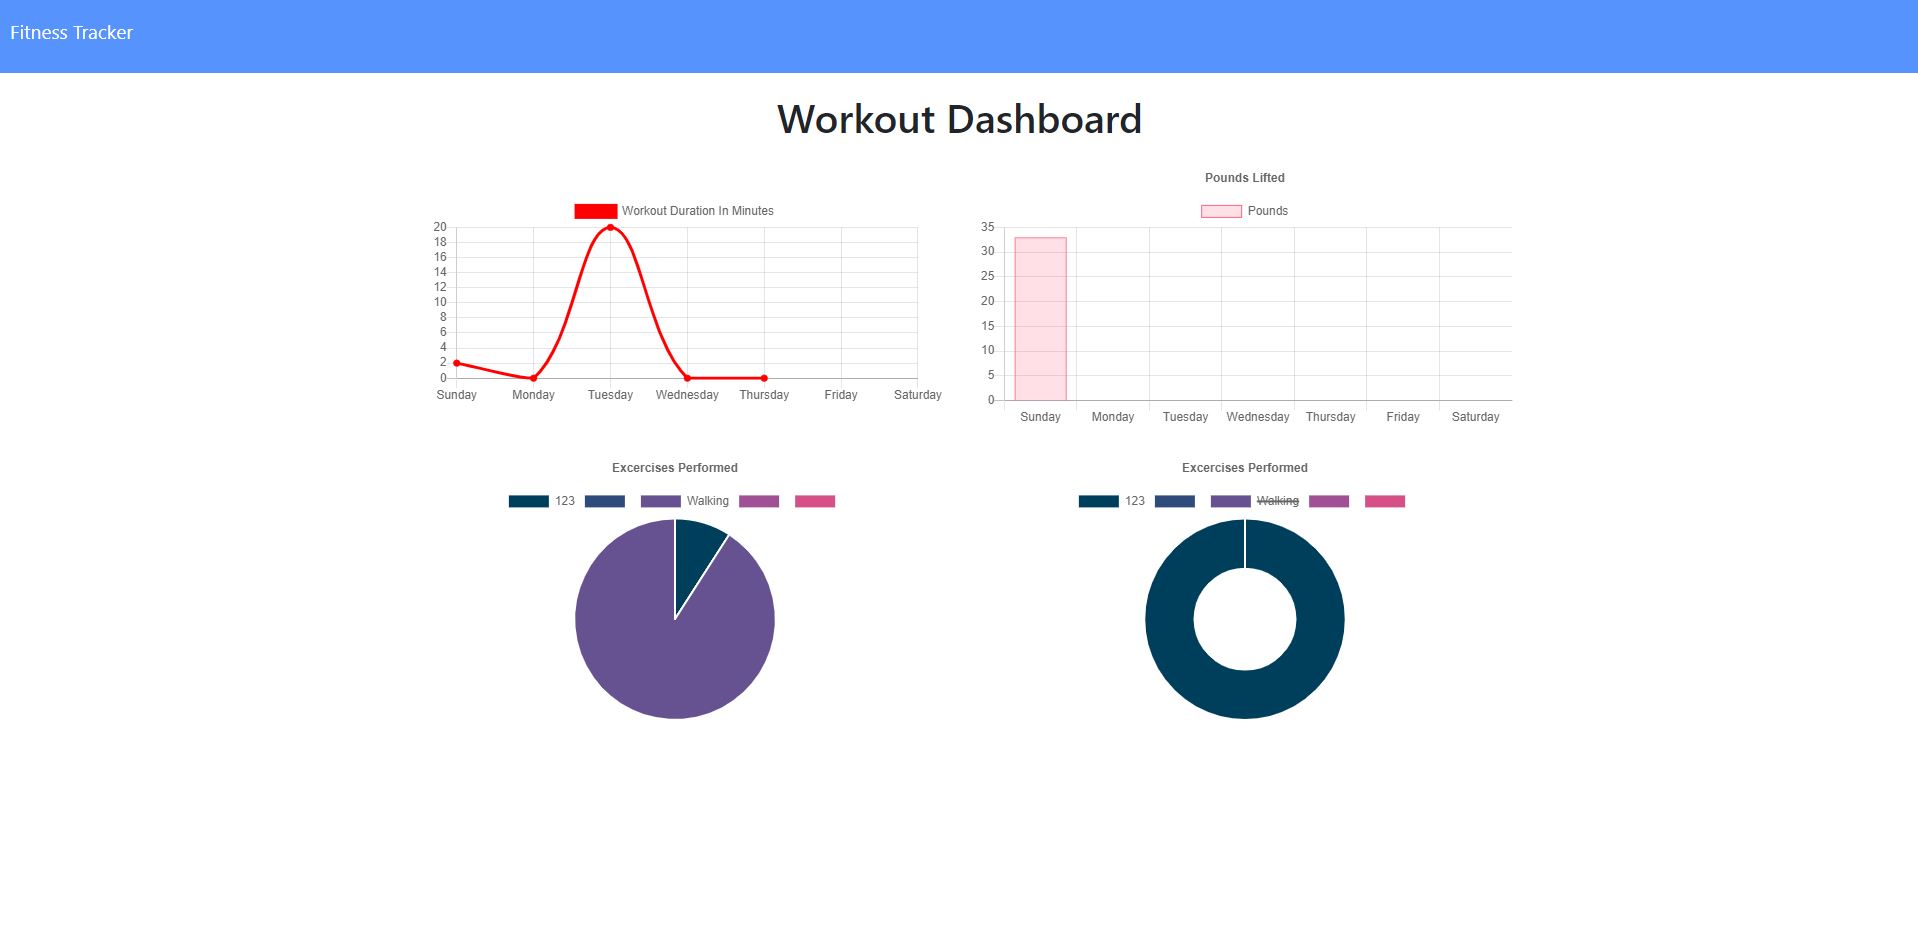 Fitness Tracker
Workout Dashboard
Workout Duration In Minutes
20
18
16
14
12
10
8
6
4
2
0
Sunday Monday Tuesday Wednesday Thursday Friday Saturday
Pounds Lifted
Pounds
35
30
25
20
15
10
5
0
Sunday Monday Tuesday Wednesday Thursday Friday Saturday
Excercises Performed
123 Walking
Excercises Performed
123 Walking